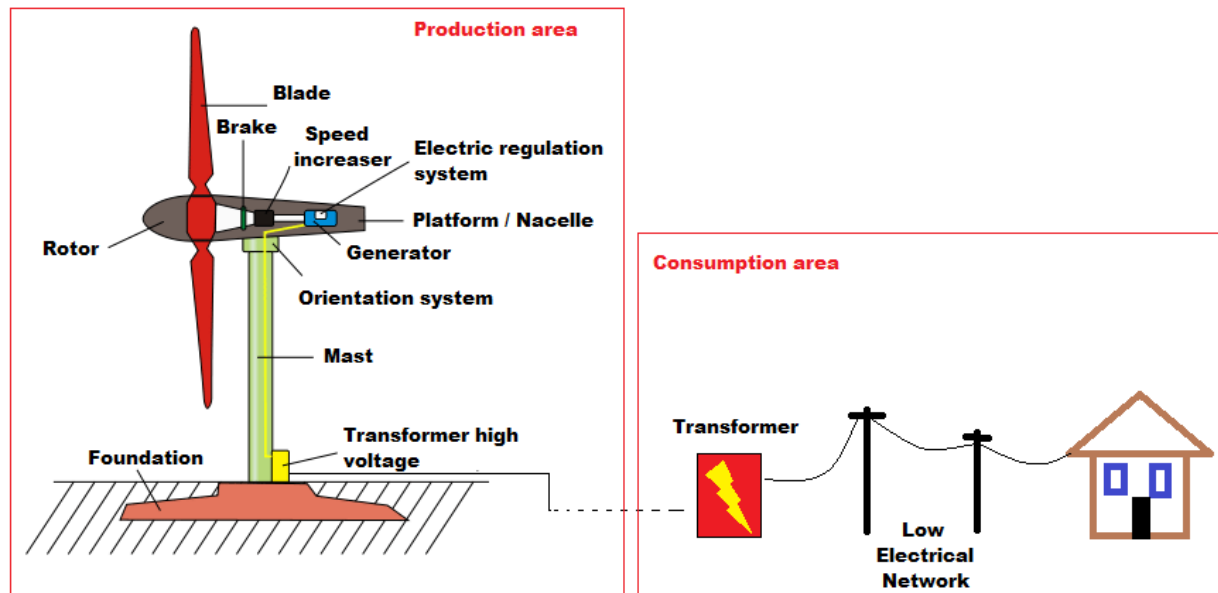 Production area
Blade
Brake
Speed
increaser
Electric regulation
system
Platform / Nacelle
Rotor
Generator
Orientation system
Mast
Transformer high
voltage
Foundation
Consumption area
Transformer
Low
Electrical
Network